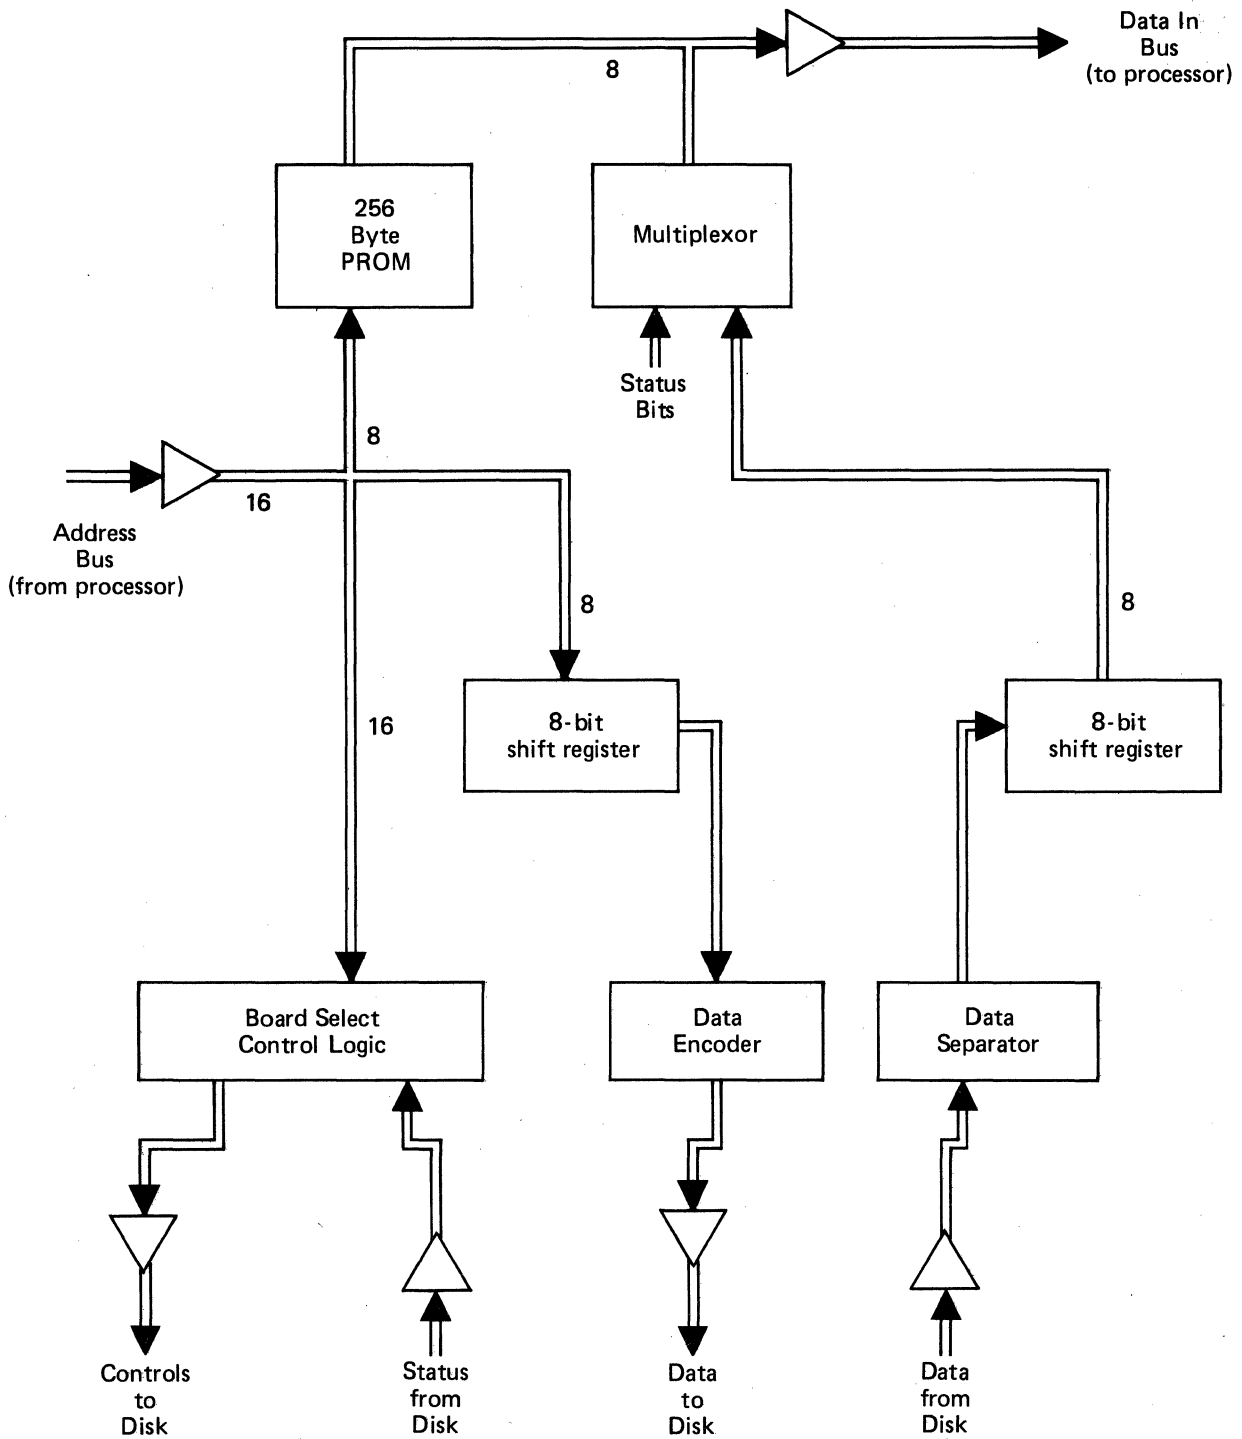 Data In
Bus
(to processor)
8
256
Byte
PROM
Multiplexor
Status
Bits
8
16
Address
Bus
(from processor)
8
8
8-bit
shift register
16
8-bit
shift register
Board Select
Control Logic
Data
Encoder
Data
Separator
Controls
to
Disk
Status
from
Disk
Data
to
Disk
Data
from
Disk